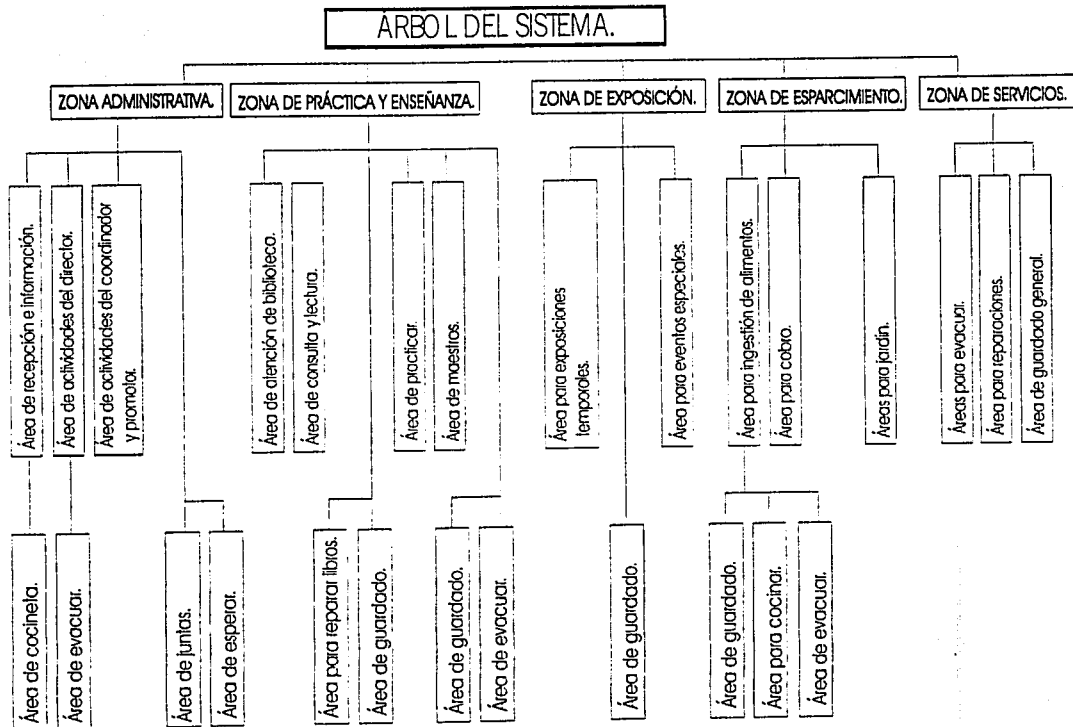 ÁRBOL DEL SISTEMA.
ZONA ADMINISTRATIVA.
ZONA DE PRÁCTICA Y ENSEÑANZA.
ZONA DE EXPOSICIÓN.
ZONA DE ESPARCIMIENTO.
ZONA DE SERVICIOS.
Área de recepción e información.
Área de actividades del director.
Área de actividades del coordinador
y promotor.
Área de atención de biblioteca.
Área de consulta y lectura.
Área de practicar.
Área de maestros.
Área para exposiciones
temporales.
Área para eventos especiales.
Área para ingestión de alimentos.
Área para cobro.
Áreas para jardín.
Áreas para evacuar.
Área para reparaciones.
Área de guardado general.
Área de cocineta.
Área de evacuar.
Área de juntas.
Área de esperar.
Área para reparar libros.
Área de guardado.
Área de guardado.
Área de evacuar.
Área de guardado.
Área de guardado.
Área para cocinar.
Área de evacuar.